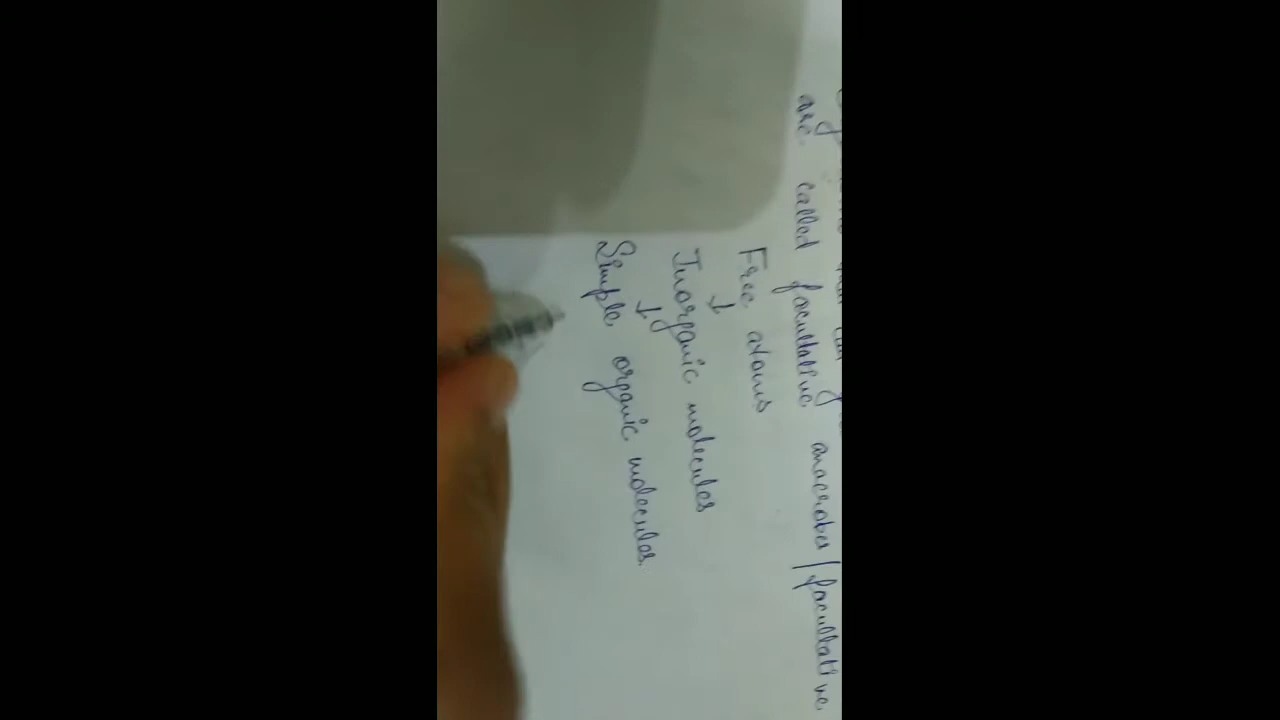 are called facultative anaerobes/facultative
Free atoms
↓
Inorganic molecules
↓
Simple organic molecules.